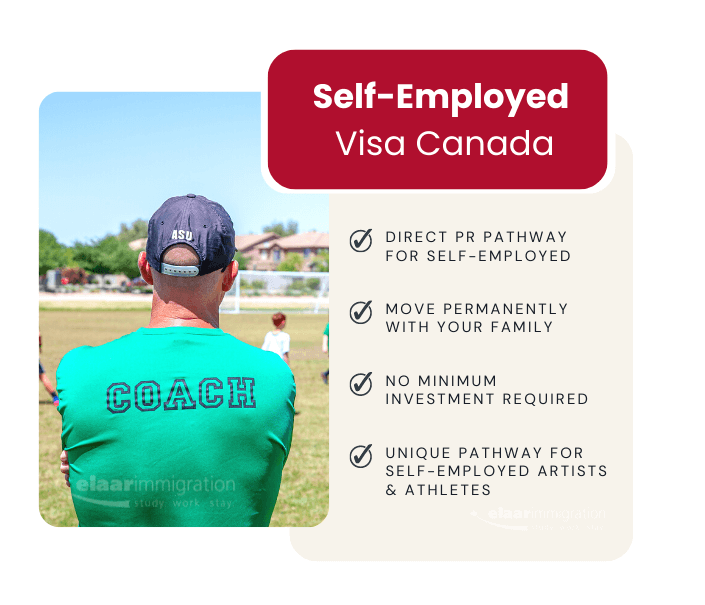 Self-Employed
Visa Canada
ASU
COACH
DIRECT PR PATHWAY
FOR SELF-EMPLOYED
MOVE PERMANENTLY
WITH YOUR FAMILY
NO MINIMUM
INVESTMENT REQUIRED
UNIQUE PATHWAY FOR
SELF-EMPLOYED ARTISTS
& ATHLETES
elaarimmigration
study. work. stay.
elaarimmigration